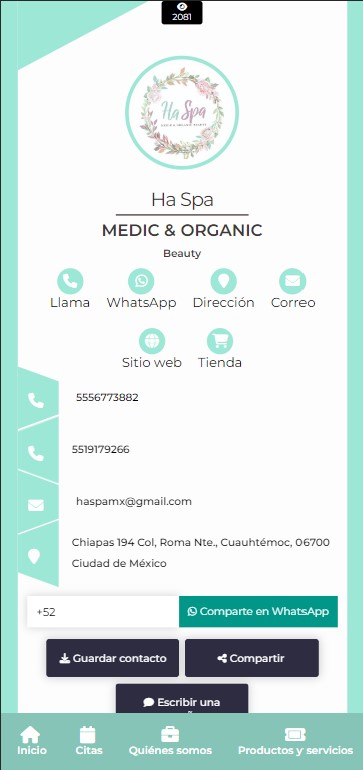 2081
Ha Spa
MEDIC & ORGANIC BEAUTY
Ha Spa
MEDIC & ORGANIC
Beauty
Llama
WhatsApp
Dirección
Correo
Sitio web
Tienda
5556773882
5519179266
haspamx@gmail.com
Chiapas 194 Col, Roma Nte., Cuauhtémoc, 06700
Ciudad de México
+52
Comparte en WhatsApp
Guardar contacto
Compartir
Escribir una
Inicio
Citas
Quiénes somos
Productos y servicios